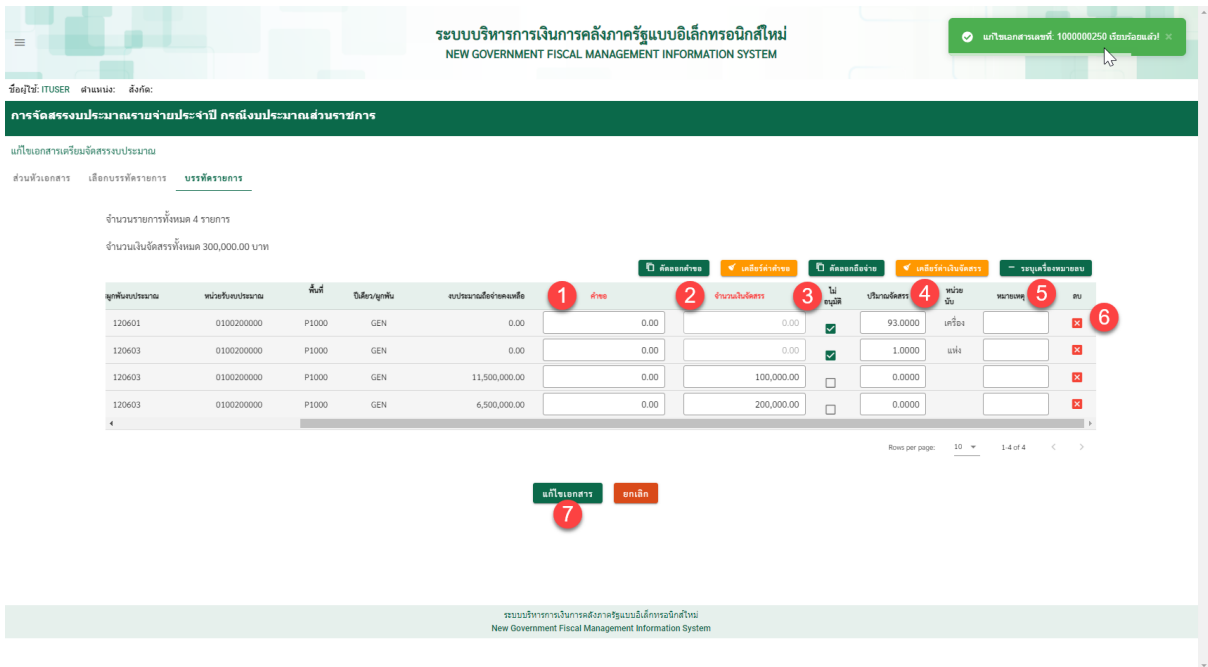 ระบบบริหารการเงินการคลังภาครัฐแบบอิเล็กทรอนิกส์ใหม่
NEW GOVERNMENT FISCAL MANAGEMENT INFORMATION SYSTEM
แก้ไขเอกสารเลขที่: 1000000250 เรียบร้อยแล้ว! ×
ชื่อผู้ใช้: ITUSER ตำแหน่ง: สังกัด:
การจัดสรรงบประมาณรายจ่ายประจำปี กรณีงบประมาณส่วนราชการ
แก้ไขเอกสารเตรียมจัดสรรงบประมาณ
ส่วนหัวเอกสาร เลือกบรรทัดรายการ บรรทัดรายการ
จำนวนรายการทั้งหมด 4 รายการ
จำนวนเงินจัดสรรทั้งหมด 300,000.00 บาท
คัดลอกคำขอ เคลียร์ค่าคำขอ คัดลอกถือจ่าย เคลียร์ค่าเงินจัดสรร ระบุเครื่องหมายลบ
ผูกพันงบประมาณ หน่วยรับงบประมาณ พื้นที่ ปีเดียว/ผูกพัน งบประมาณถือจ่ายคงเหลือ 1 คำขอ 2 จำนวนเงินจัดสรร 3 ไม่อนุมัติ ปริมาณจัดสรร 4 หน่วยนับ หมายเหตุ 5 ลบ
120601 0100200000 P1000 GEN 0.00 0.00 0.00 93.0000 เครื่อง 6
120603 0100200000 P1000 GEN 0.00 0.00 0.00 1.0000 แห่ง
120603 0100200000 P1000 GEN 11,500,000.00 0.00 100,000.00 0.0000
120603 0100200000 P1000 GEN 6,500,000.00 0.00 200,000.00 0.0000
Rows per page: 10 1-4 of 4
แก้ไขเอกสาร ยกเลิก
7
ระบบบริหารการเงินการคลังภาครัฐแบบอิเล็กทรอนิกส์ใหม่
New Government Fiscal Management Information System